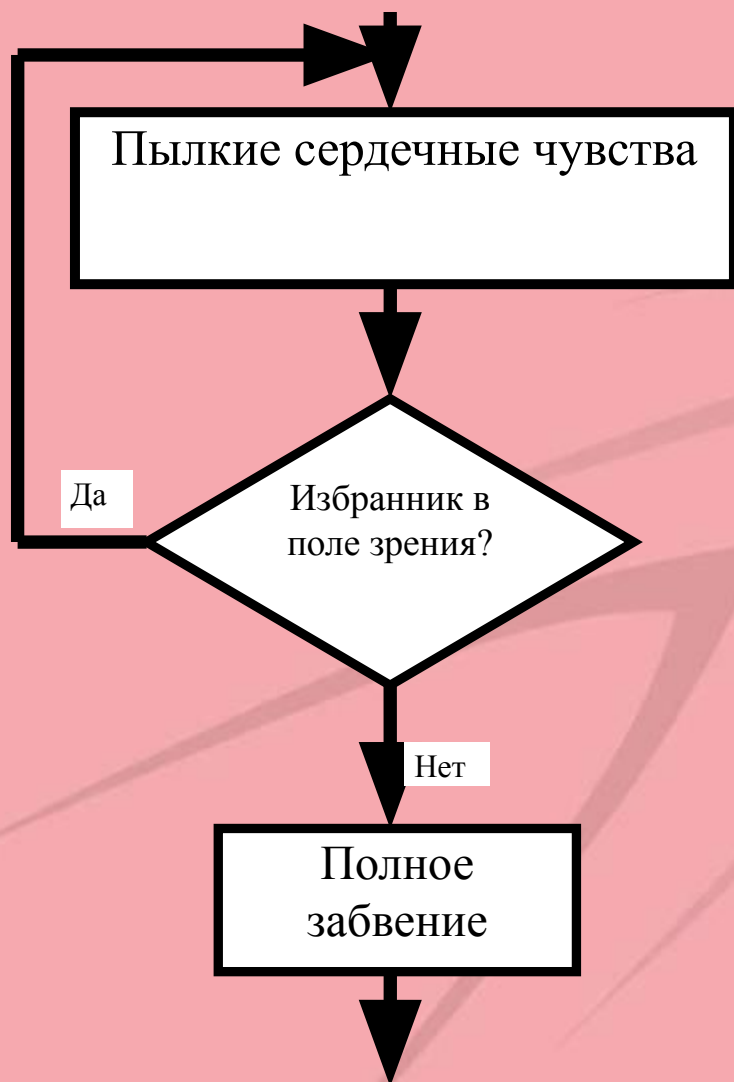 Пылкие сердечные чувства
Избранник в
поле зрения?
Да
Нет
Полное
забвение